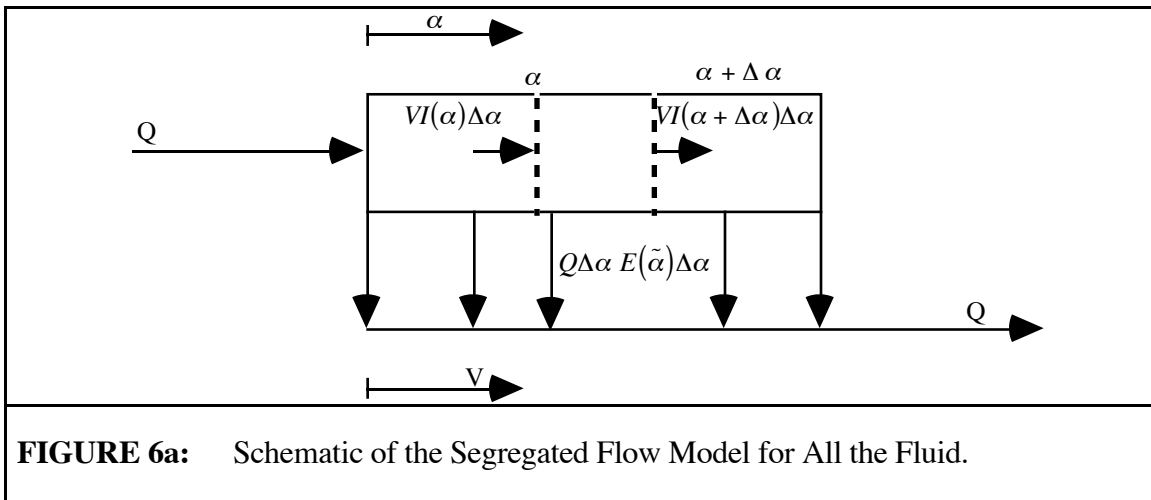 α
α
α + Δ α
Q
VI(α)Δα
VI(α + Δα)Δα
QΔα E(α̃)Δα
Q
V
FIGURE 6a: Schematic of the Segregated Flow Model for All the Fluid.